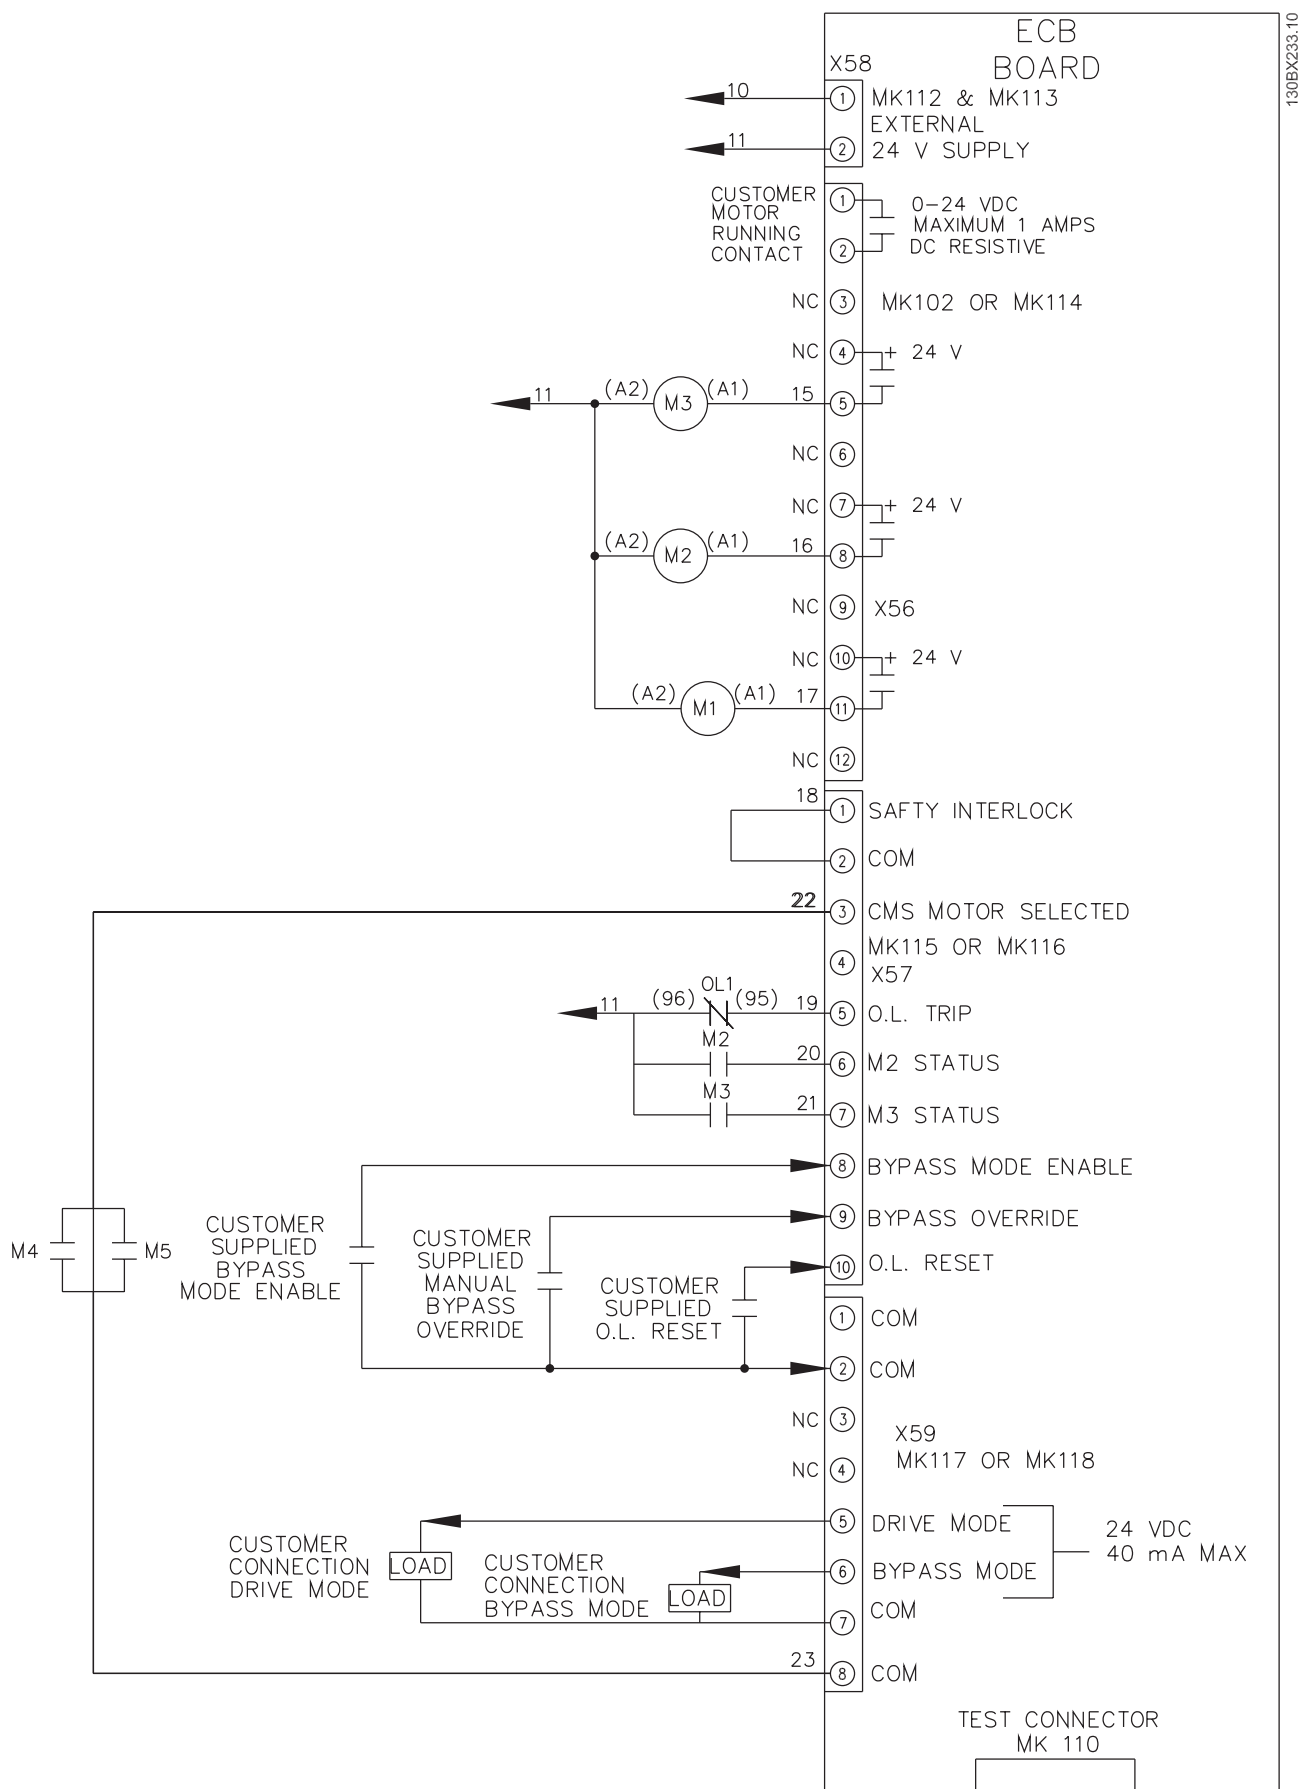 130BX233.10
ECB
BOARD
X58
10
1
MK112 & MK113
EXTERNAL
11
2
24 V SUPPLY
CUSTOMER
MOTOR
RUNNING
CONTACT
1
0-24 VDC
MAXIMUM 1 AMPS
2
DC RESISTIVE
NC
3
MK102 OR MK114
NC
4
+ 24 V
11
(A2)
M3
(A1)
15
5
NC
6
NC
7
+ 24 V
(A2)
M2
(A1)
16
8
NC
9
X56
NC
10
+ 24 V
(A2)
M1
(A1)
17
11
NC
12
18
1
SAFTY INTERLOCK
2
COM
22
3
CMS MOTOR SELECTED
4
MK115 OR MK116
X57
11
(96)
OL1
(95)
19
5
O.L. TRIP
M2
20
6
M2 STATUS
M3
21
7
M3 STATUS
8
BYPASS MODE ENABLE
9
BYPASS OVERRIDE
10
O.L. RESET
M4
M5
CUSTOMER
SUPPLIED
BYPASS
MODE ENABLE
CUSTOMER
SUPPLIED
MANUAL
BYPASS
OVERRIDE
CUSTOMER
SUPPLIED
O.L. RESET
1
COM
2
COM
NC
3
X59
MK117 OR MK118
NC
4
5
DRIVE MODE
24 VDC
40 mA MAX
6
BYPASS MODE
CUSTOMER
CONNECTION
DRIVE MODE
LOAD
CUSTOMER
CONNECTION
BYPASS MODE
LOAD
7
COM
23
8
COM
TEST CONNECTOR
MK 110